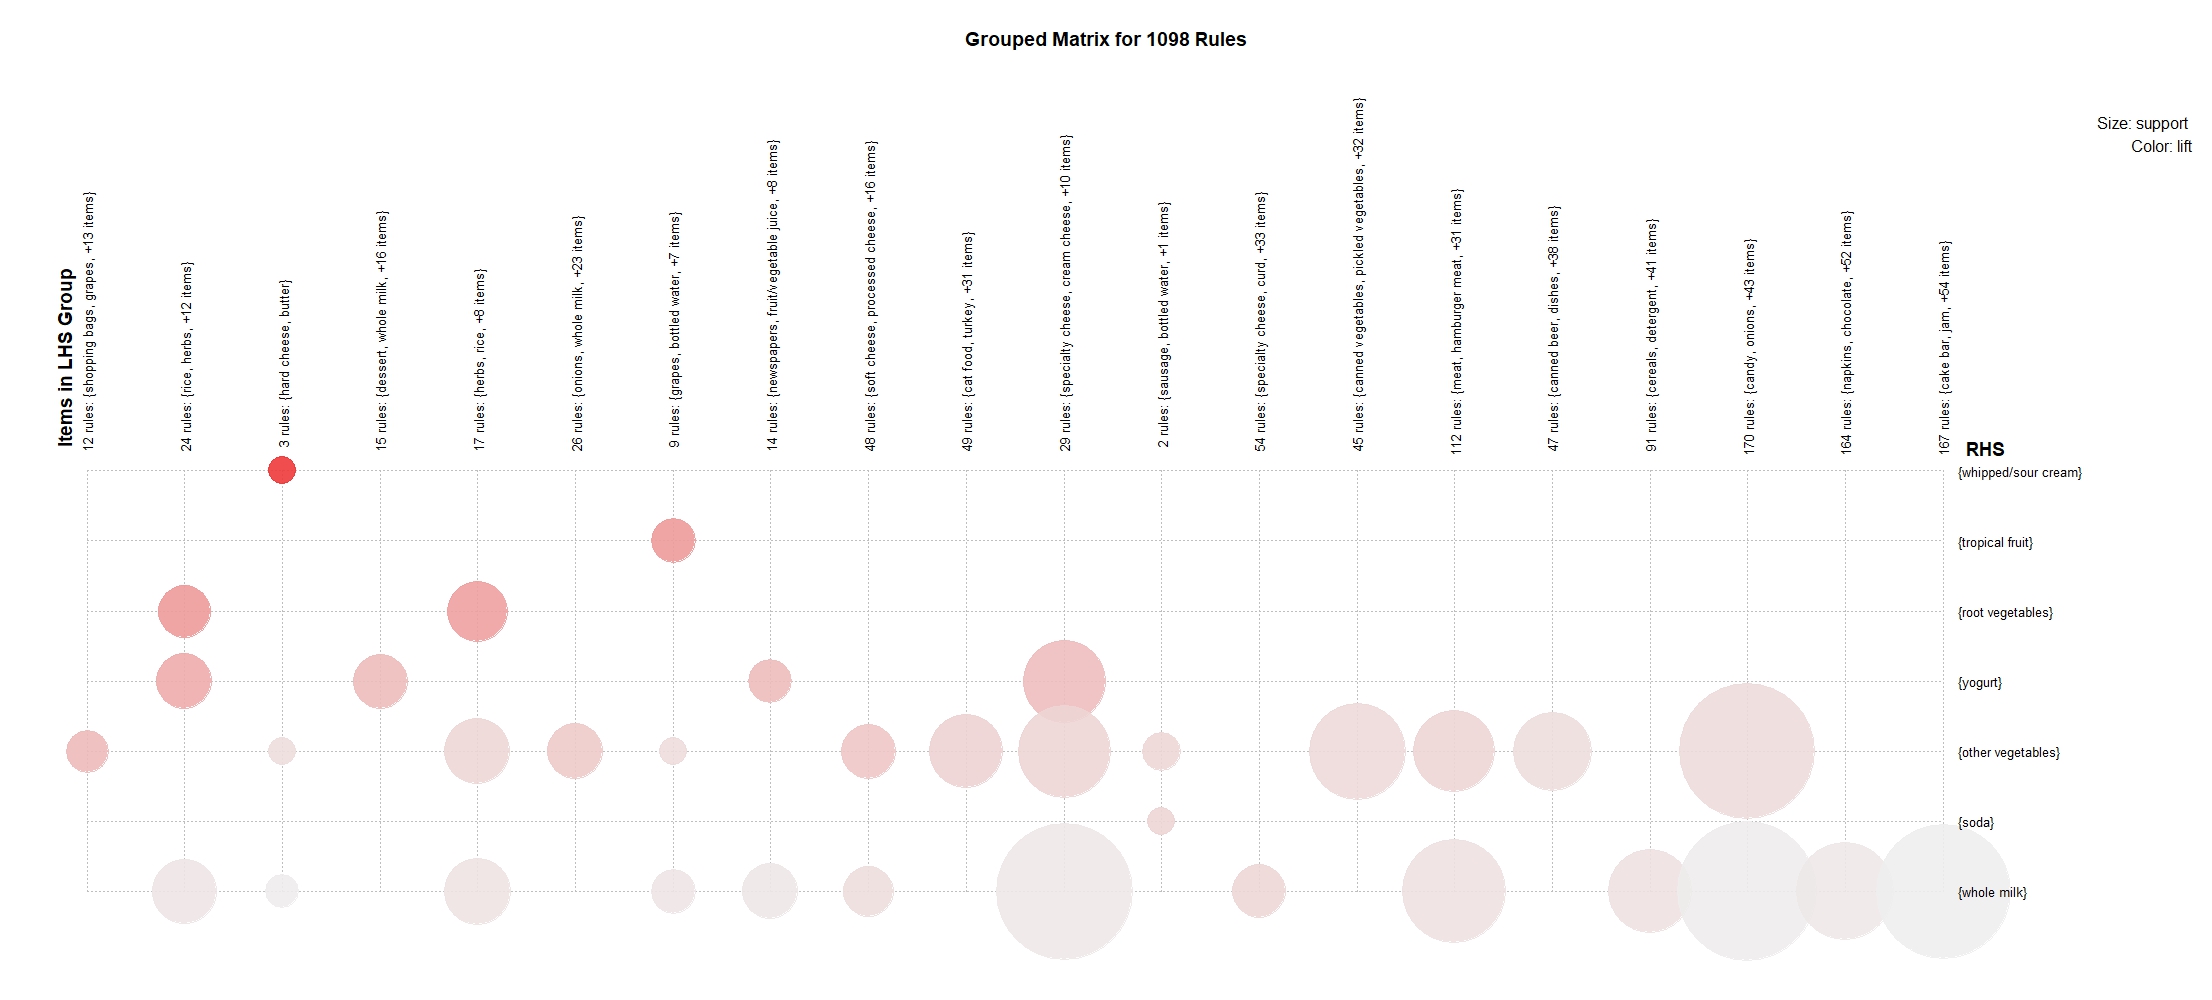 Grouped Matrix for 1098 Rules
Size: support
Color: lift
Items in LHS Group
12 rules: {shopping bags, grapes, +13 items}
24 rules: {rice, herbs, +12 items}
3 rules: {hard cheese, butter}
15 rules: {dessert, whole milk, +16 items}
17 rules: {herbs, rice, +8 items}
26 rules: {onions, whole milk, +23 items}
9 rules: {grapes, bottled water, +7 items}
14 rules: {newspapers, fruit/vegetable juice, +8 items}
48 rules: {soft cheese, processed cheese, +16 items}
49 rules: {cat food, turkey, +31 items}
29 rules: {specialty cheese, cream cheese, +10 items}
2 rules: {sausage, bottled water, +1 items}
54 rules: {specialty cheese, curd, +33 items}
45 rules: {canned vegetables, pickled vegetables, +32 items}
112 rules: {meat, hamburger meat, +31 items}
47 rules: {canned beer, dishes, +38 items}
91 rules: {cereals, detergent, +41 items}
170 rules: {candy, onions, +43 items}
164 rules: {napkins, chocolate, +52 items}
167 rules: {cake bar, jam, +54 items}
RHS
{whipped/sour cream}
{tropical fruit}
{root vegetables}
{yogurt}
{other vegetables}
{soda}
{whole milk}